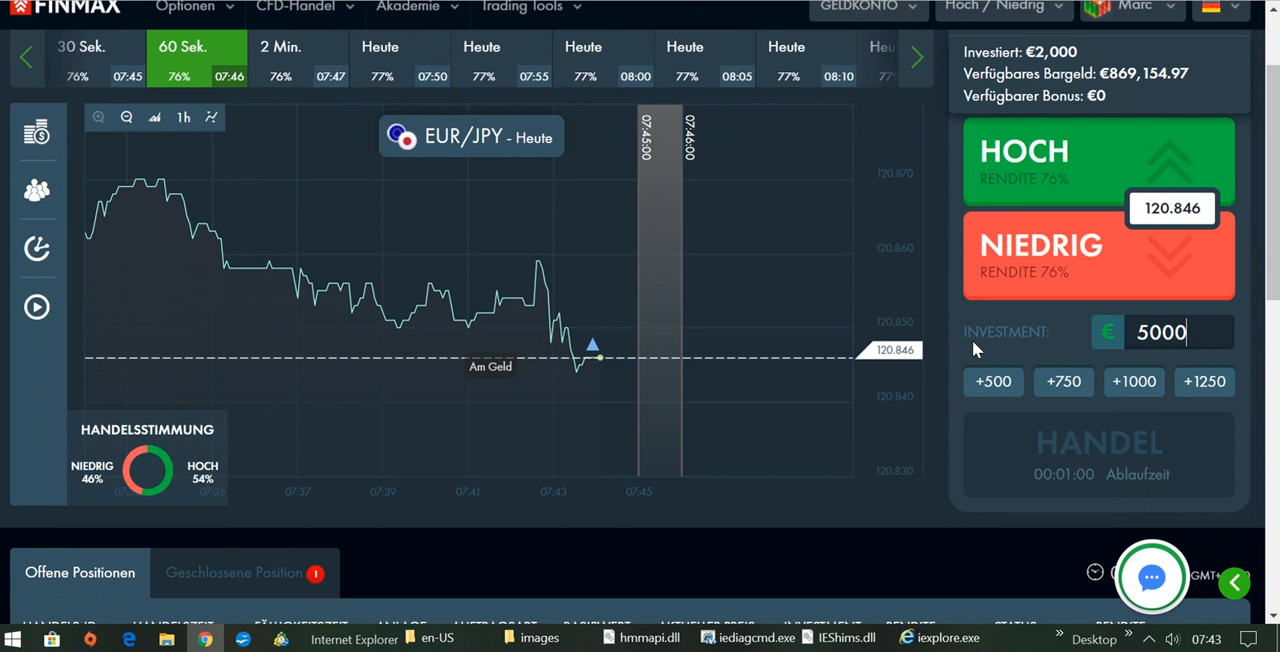 FINMAX
Optionen
CFD-Handel
Akademie
Trading Tools
GELDKONTO
Hoch / Niedrig
Marc
30 Sek.
76% 07:45
60 Sek.
76% 07:46
2 Min.
76% 07:47
Heute
77% 07:50
Heute
77% 07:55
Heute
77% 08:00
Heute
77% 08:05
Heute
77% 08:10
Heu
77
Investiert: €2,000
Verfügbares Bargeld: €869,154.97
Verfügbarer Bonus: €0
1h
EUR/JPY - Heute
07:45:00
07:46:00
120.870
120.860
120.850
120.846
120.840
120.830
Am Geld
HANDELSSTIMMUNG
NIEDRIG
46%
HOCH
54%
07:35
07:37
07:39
07:41
07:43
07:45
HOCH
RENDITE 76%
120.846
NIEDRIG
RENDITE 76%
INVESTMENT:
€ 5000
+500
+750
+1000
+1250
HANDEL
00:01:00 Ablaufzeit
Offene Positionen
Geschlossene Position 1
GMT+
STATUS
Internet Explorer
en-US
images
hmmapi.dll
iediagcmd.exe
IEShims.dll
iexplore.exe
Desktop
07:43